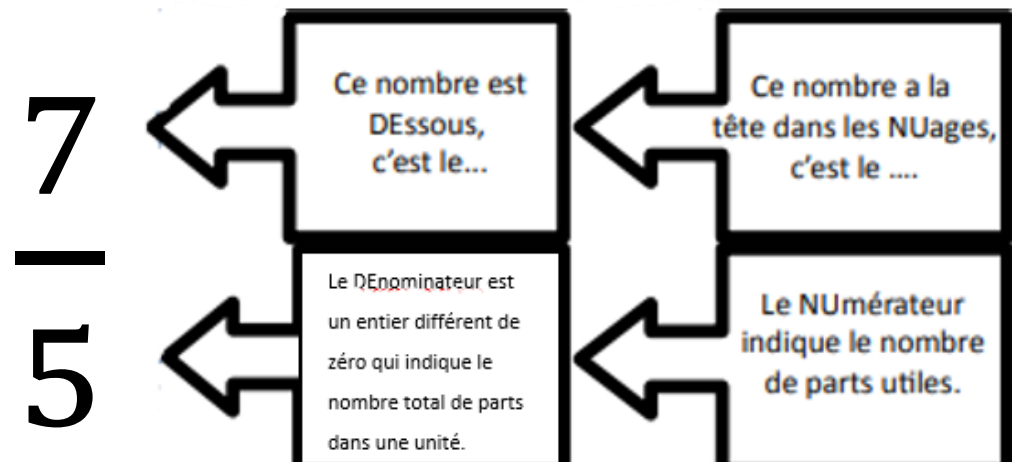 7
5
Ce nombre est
DEssous,
c'est le...
Ce nombre a la
tête dans les NUages,
c'est le ....
Le DEnominateur est
un entier différent de
zéro qui indique le
nombre total de parts
dans une unité.
Le NUmérateur
indique le nombre
de parts utiles.